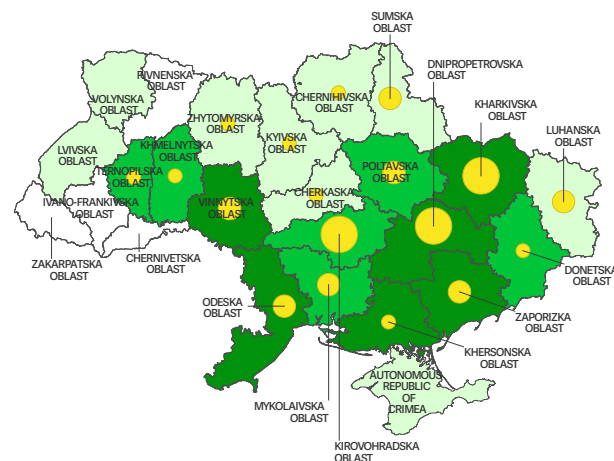 SUMSKA
OBLAST
DNIPROPETROVSKA
OBLAST
RIVNENSKA
OBLAST
VOLYNSKA
OBLAST
CHERNIHIVSKA
OBLAST
KHARKIVSKA
OBLAST
ZHYTOMYRSKA
OBLAST
KYIVSKA
OBLAST
LUHANSKA
OBLAST
LVIVSKA
OBLAST
KHMELNYTSKA
OBLAST
TERNOPILSKA
OBLAST
POLTAVSKA
OBLAST
CHERKASKA
OBLAST
VINNYTSKA
OBLAST
IVANO-FRANKIVSKA
OBLAST
ZAKARPATSKA
OBLAST
CHERNIVETSKA
OBLAST
DONETSKA
OBLAST
ODESKA
OBLAST
ZAPORIZKA
OBLAST
KHERSONSKA
OBLAST
AUTONOMOUS
REPUBLIC
OF
CRIMEA
MYKOLAIVSKA
OBLAST
KIROVOHRADSKA
OBLAST